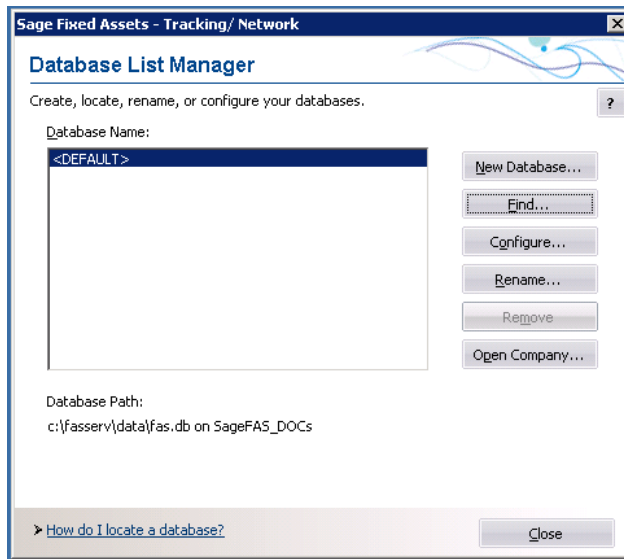 Sage Fixed Assets - Tracking/ Network
Database List Manager
Create, locate, rename, or configure your databases.
?
Database Name:
<DEFAULT>
New Database...
Find...
Configure...
Rename...
Remove
Open Company...
Database Path:
c:\fasserv\data\fas.db on SageFAS_DOCs
How do I locate a database?
Close